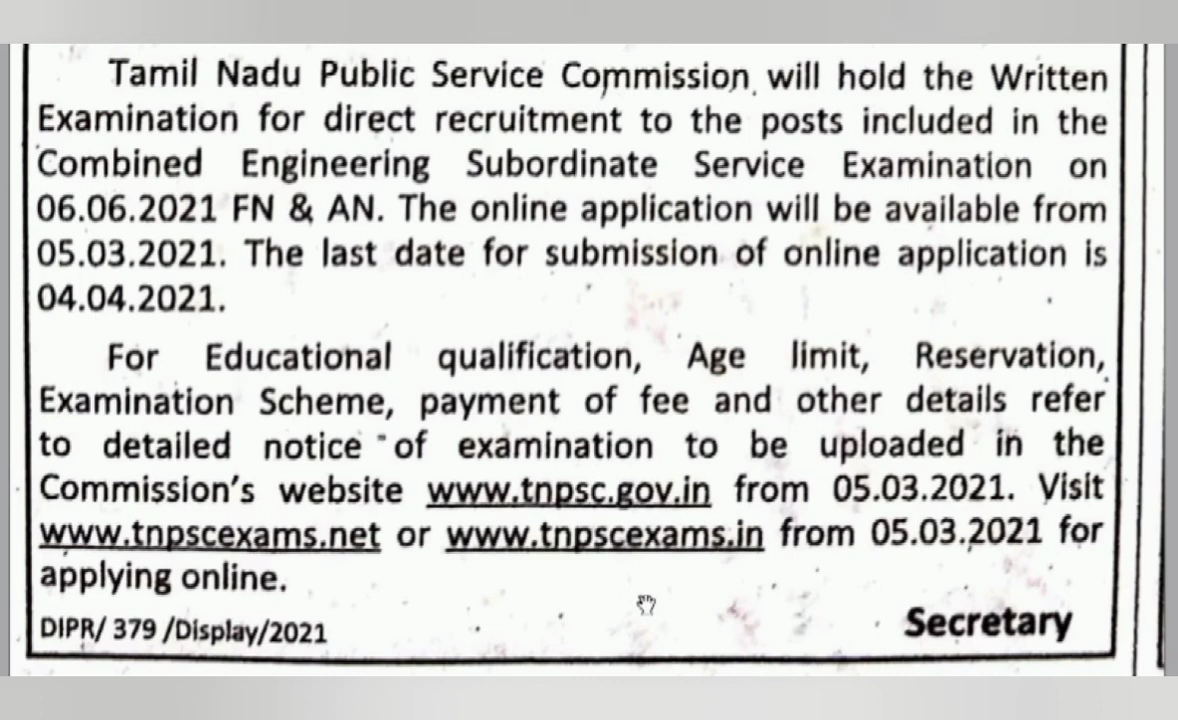 Tamil Nadu Public Service Commission will hold the Written
Examination for direct recruitment to the posts included in the
Combined Engineering Subordinate Service Examination on
06.06.2021 FN & AN. The online application will be available from
05.03.2021. The last date for submission of online application is
04.04.2021.
For Educational qualification, Age limit, Reservation,
Examination Scheme, payment of fee and other details refer
to detailed notice of examination to be uploaded in the
Commission's website www.tnpsc.gov.in from 05.03.2021. Visit
www.tnpscexams.net or www.tnpscexams.in from 05.03.2021 for
applying online.
DIPR/ 379 /Display/2021 Secretary